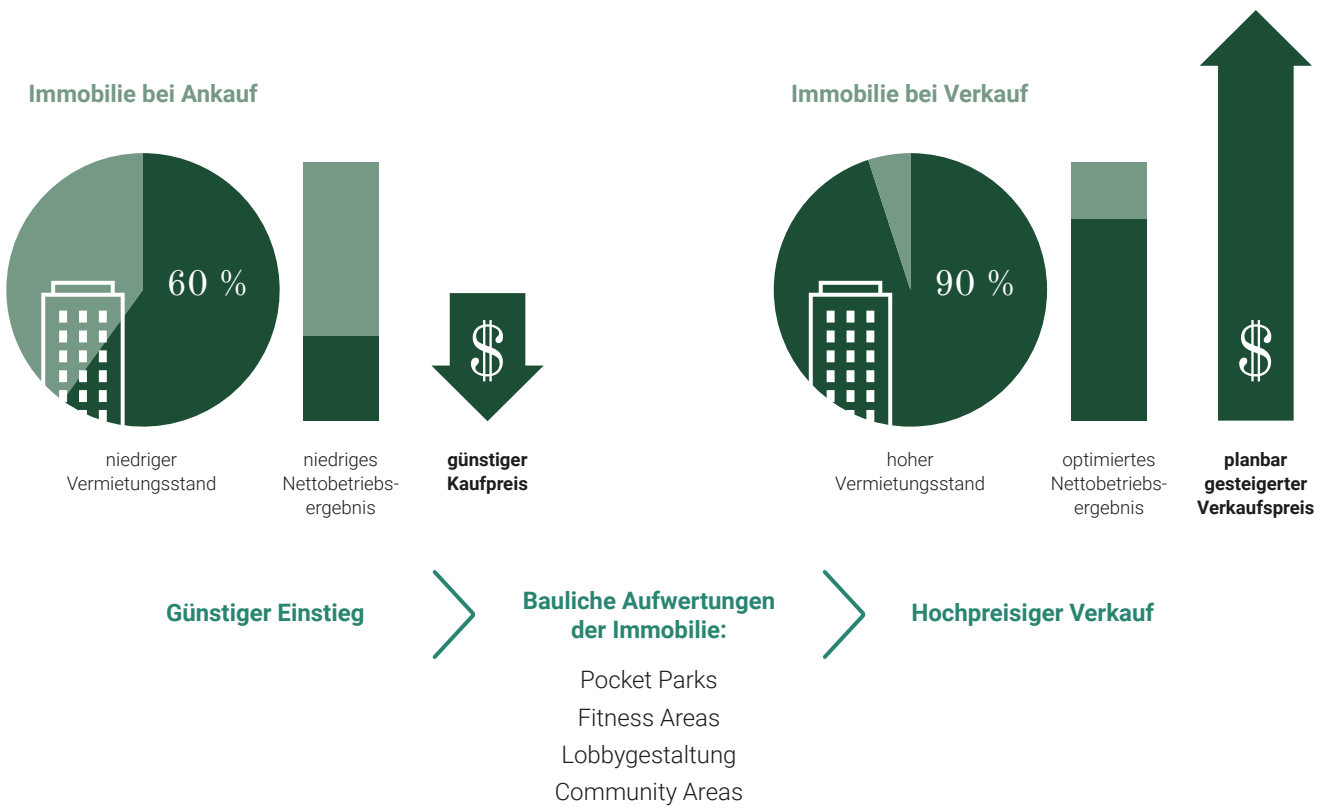 Immobilie bei Ankauf
60 %
$
niedriger
Vermietungsstand
niedriges
Nettobetriebs-
ergebnis
günstiger
Kaufpreis
Immobilie bei Verkauf
90 %
$
hoher
Vermietungsstand
optimiertes
Nettobetriebs-
ergebnis
planbar
gesteigerter
Verkaufspreis
Günstiger Einstieg
Bauliche Aufwertungen
der Immobilie:
Pocket Parks
Fitness Areas
Lobbygestaltung
Community Areas
Hochpreisiger Verkauf